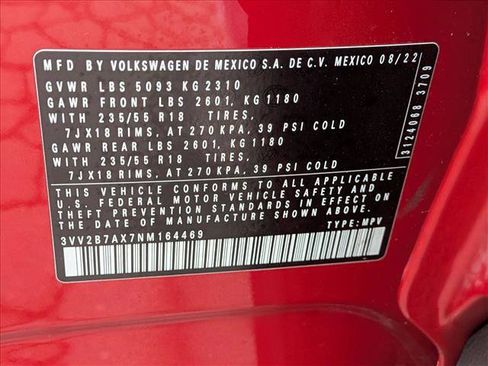 MFD BY VOLKSWAGEN DE MEXICO S.A. DE C.V. MEXICO 08/22
GVWR LBS 5093 KG 2310
GAWR FRONT LBS 2601, KG 1180
WITH 235/55 R18 TIRES,
7JX18 RIMS, AT 270 KPA, 39 PSI COLD
GAWR REAR LBS 2601, KG 1180
WITH 235/55 R18 TIRES,
7JX18 RIMS, AT 270 KPA, 39 PSI COLD
THIS VEHICLE CONFORMS TO ALL APPLICABLE
U.S. FEDERAL MOTOR VEHICLE SAFETY AND
THEFT PREVENTION STANDARDS IN EFFECT ON THE
DATE OF MANUFACTURE SHOWN ABOVE.
3VV2B7AX7NM164469 TYPE: MPV
3124068 3709